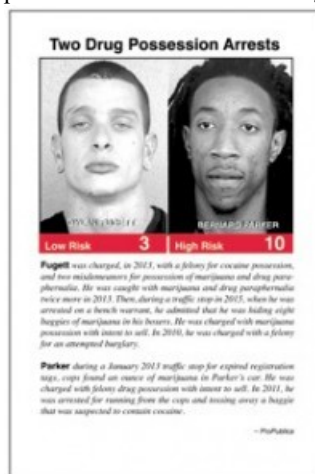 Two Drug Possession Arrests
BERNARD PARKER
Low Risk 3 High Risk 10
Fugett was charged, in 2013, with a felony for cocaine possession,
and two misdemeanors for possession of marijuana and drug para-
phernalia. He was caught with marijuana and drug paraphernalia
twice more in 2013. Then, during a traffic stop in 2015, when he was
arrested on a bench warrant, he admitted that he was hiding eight
baggies of marijuana in his boxers. He was charged with marijuana
possession with intent to sell. In 2010, he was charged with a felony
for an attempted burglary.
Parker during a January 2013 traffic stop for expired registration
tags, cops found an ounce of marijuana in Parker's car. He was
charged with felony drug possession with intent to sell. In 2011, he
was arrested for running from the cops and tossing away a baggie
that was suspected to contain cocaine.
– ProPublica